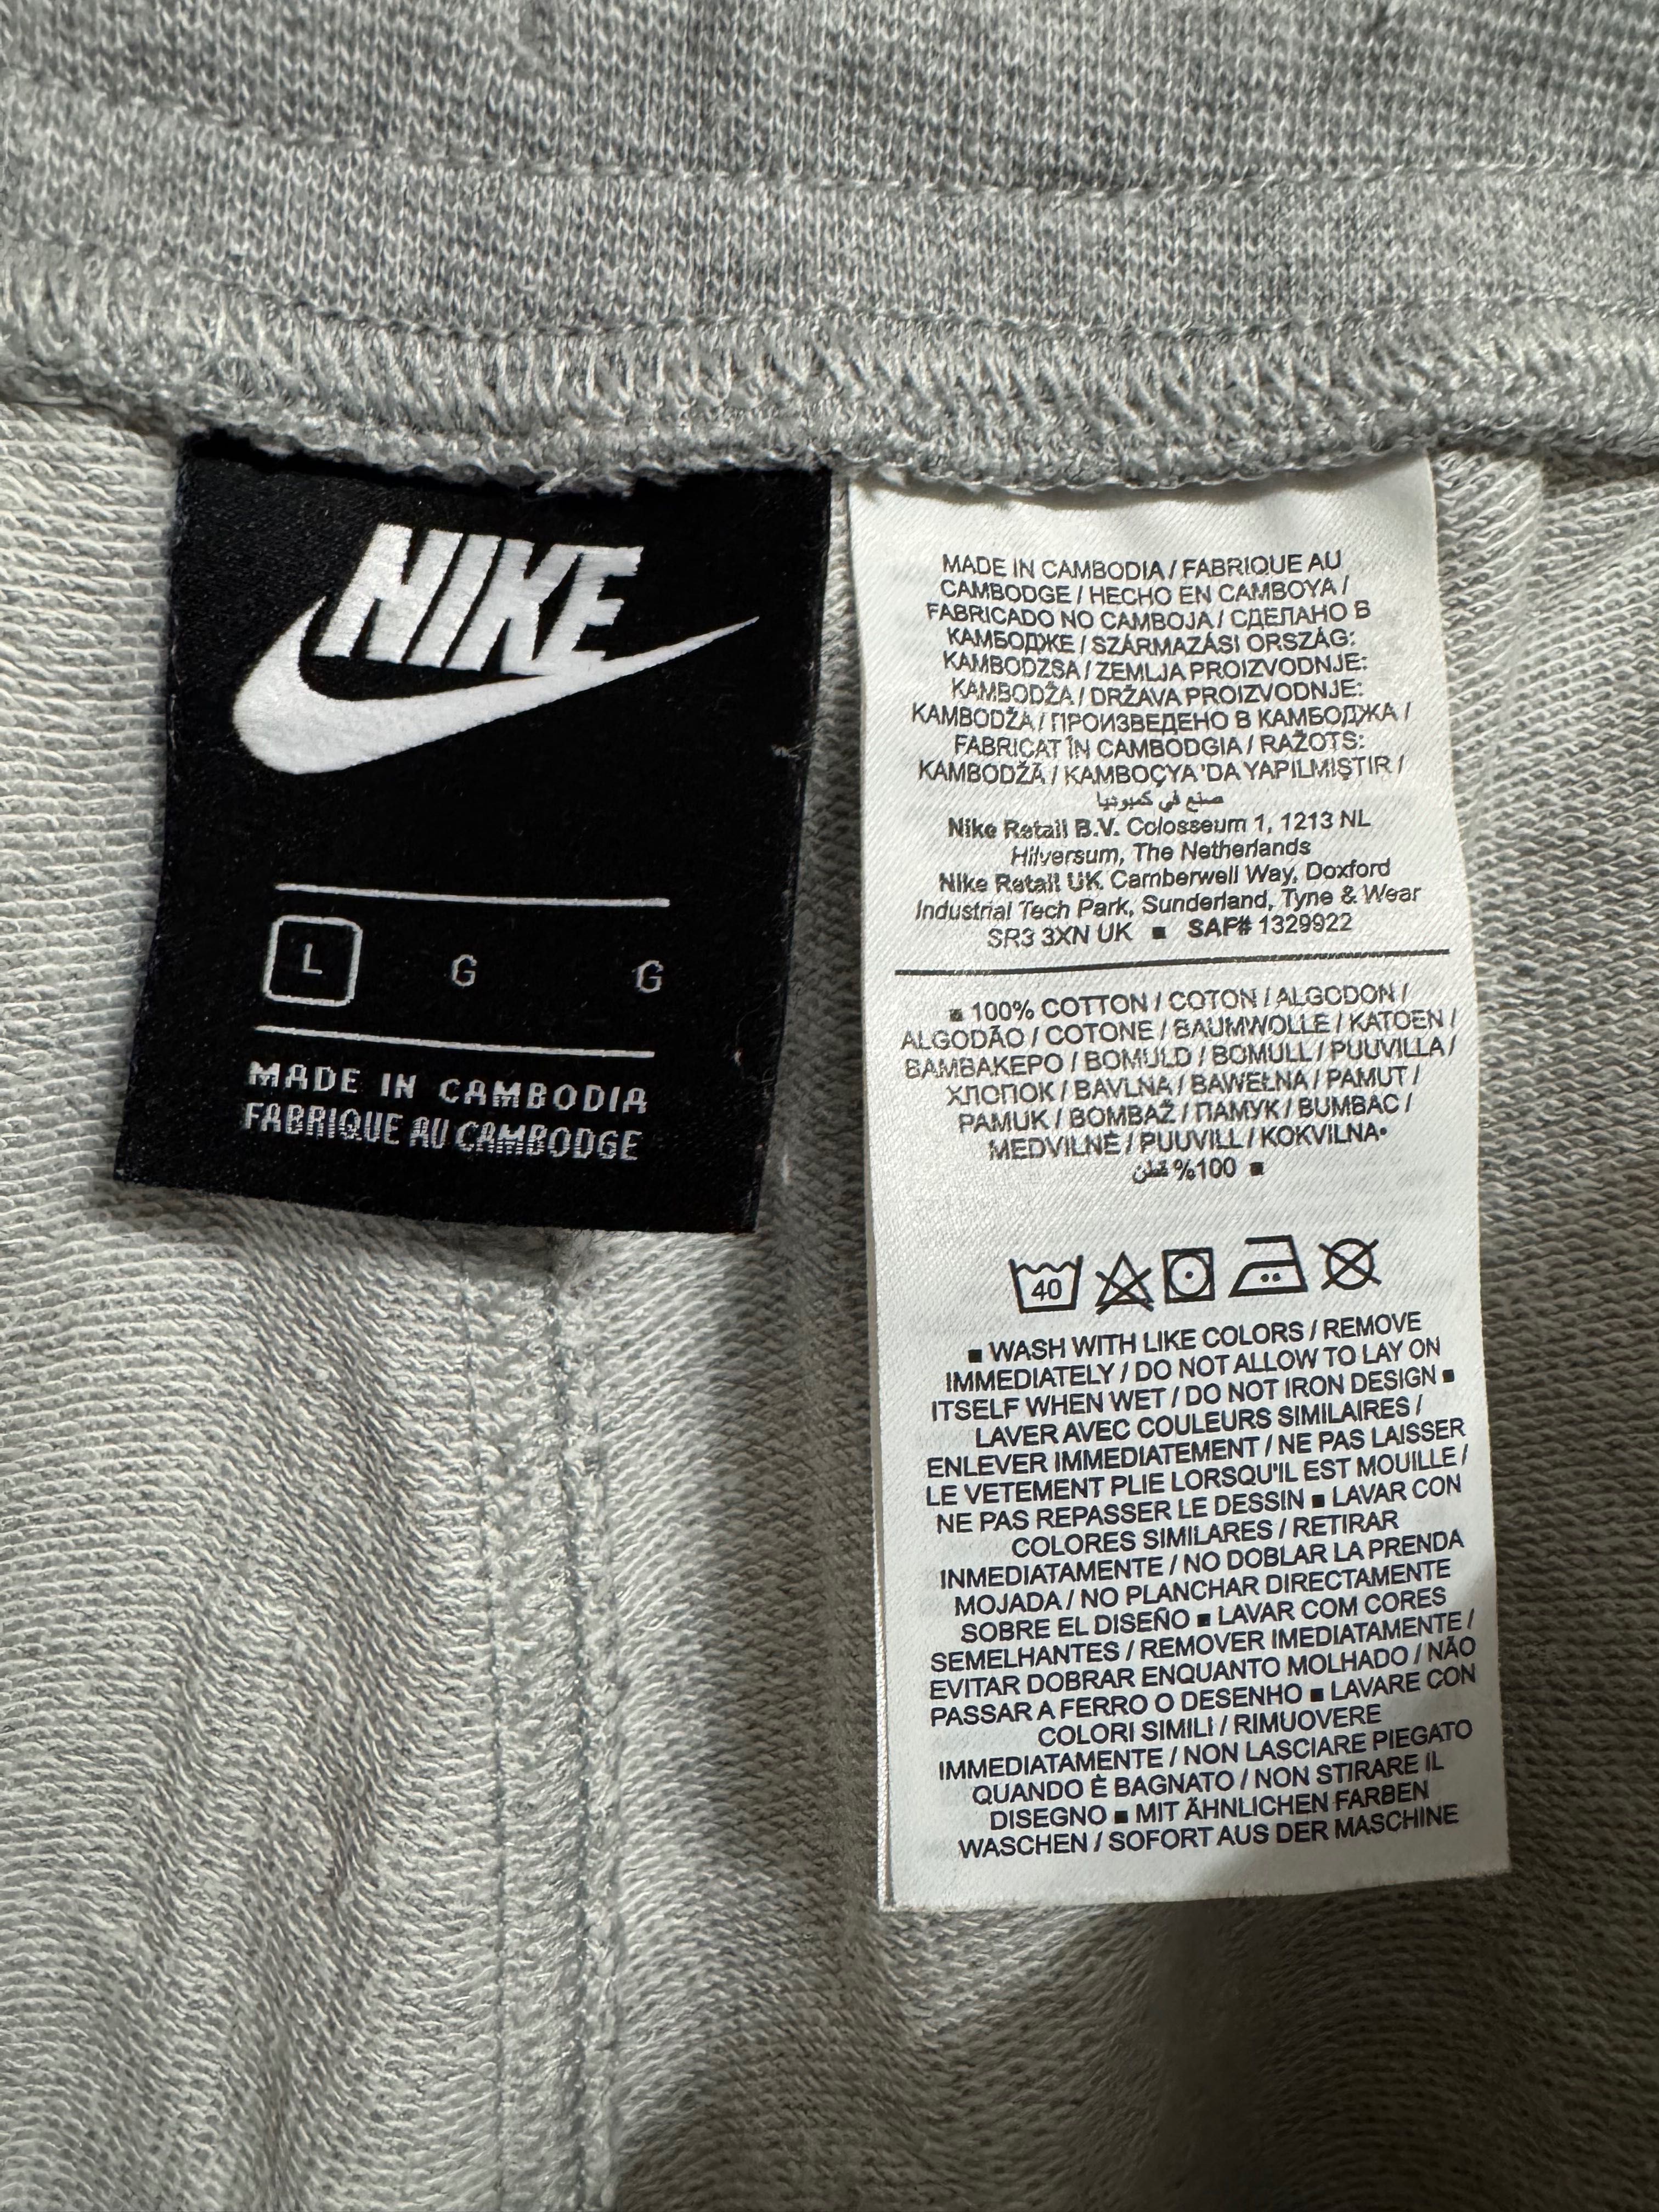 NIKE
L G G
MADE IN CAMBODIA
FABRIQUE AU CAMBODGE
MADE IN CAMBODIA / FABRIQUE AU
CAMBODGE / HECHO EN CAMBOYA /
FABRICADO NO CAMBOJA / СДЕЛАНО В
КАМБОДЖЕ / SZÁRMAZÁSI ORSZÁG:
KAMBODZSA / ZEMLJA PROIZVODNJE:
KAMBODŽA / DRŽAVA PROIZVODNJE:
KAMBODŽA / ПРОИЗВЕДЕНО В КАМБОДЖА /
FABRICAT ÎN CAMBODGIA / RAŽOTS:
KAMBODŽĀ / KAMBOÇYA'DA YAPILMIŞTIR /
صنع في كمبوديا
Nike Retail B.V. Colosseum 1, 1213 NL
Hilversum, The Netherlands
Nike Retail UK. Camberwell Way, Doxford
Industrial Tech Park, Sunderland, Tyne & Wear
SR3 3XN UK ■ SAF# 1329922
■ 100% COTTON / COTON / ALGODON /
ALGODÃO / COTONE / BAUMWOLLE / KATOEN /
ΒΑΜΒΑΚΕΡΟ / BOMULD / BOMULL / PUUVILLA /
ХЛОПОК / BAVLNA / BAWEŁNA / PAMUT /
PAMUK / BOMBAŽ / ПАМУК / BUMBAC /
MEDVILNĖ / PUUVILL / KOKVILNA•
100% قطن ■
40
■ WASH WITH LIKE COLORS / REMOVE
IMMEDIATELY / DO NOT ALLOW TO LAY ON
ITSELF WHEN WET / DO NOT IRON DESIGN ■
LAVER AVEC COULEURS SIMILAIRES /
ENLEVER IMMEDIATEMENT / NE PAS LAISSER
LE VETEMENT PLIE LORSQU'IL EST MOUILLE /
NE PAS REPASSER LE DESSIN ■ LAVAR CON
COLORES SIMILARES / RETIRAR
INMEDIATAMENTE / NO DOBLAR LA PRENDA
MOJADA / NO PLANCHAR DIRECTAMENTE
SOBRE EL DISEÑO ■ LAVAR COM CORES
SEMELHANTES / REMOVER IMEDIATAMENTE /
EVITAR DOBRAR ENQUANTO MOLHADO / NÃO
PASSAR A FERRO O DESENHO ■ LAVARE CON
COLORI SIMILI / RIMUOVERE
IMMEDIATAMENTE / NON LASCIARE PIEGATO
QUANDO È BAGNATO / NON STIRARE IL
DISEGNO ■ MIT ÄHNLICHEN FARBEN
WASCHEN / SOFORT AUS DER MASCHINE